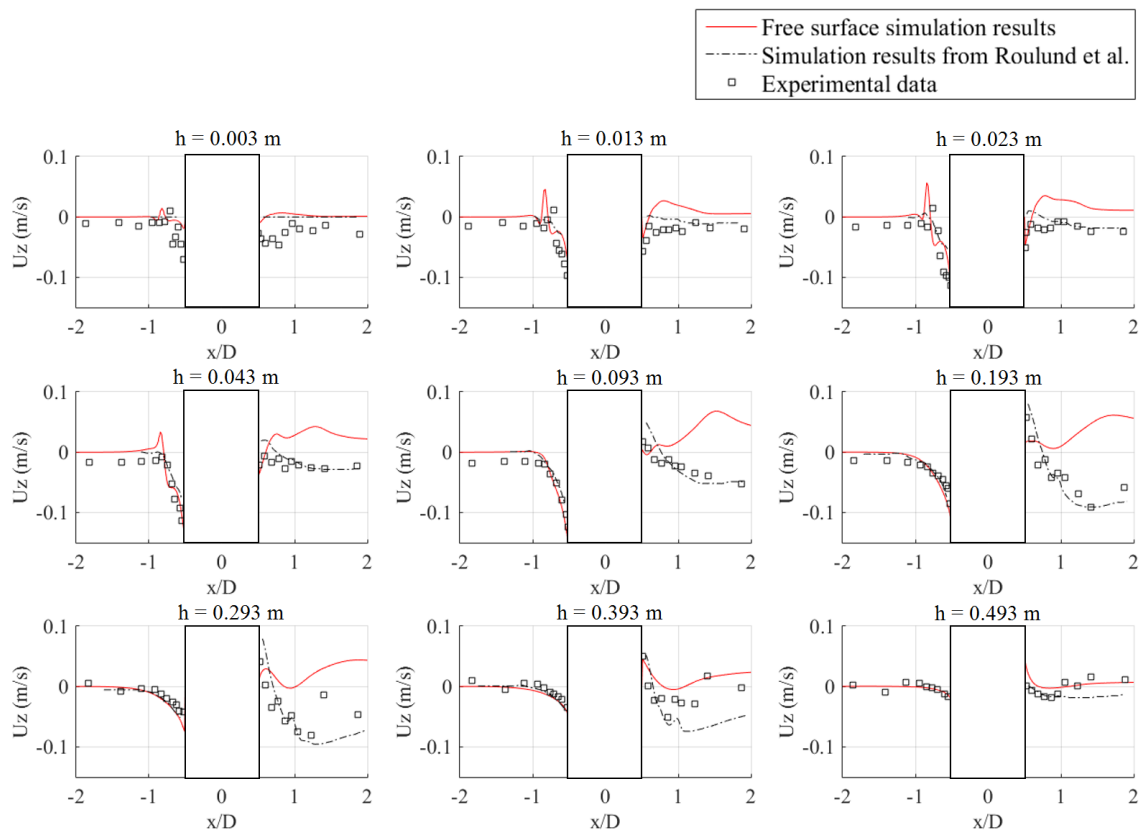 Free surface simulation results
Simulation results from Roulund et al.
Experimental data
h = 0.003 m
0.1
0
-0.1
Uz (m/s)
-2 -1 0 1 2
x/D
h = 0.013 m
0.1
0
-0.1
Uz (m/s)
-2 -1 0 1 2
x/D
h = 0.023 m
0.1
0
-0.1
Uz (m/s)
-2 -1 0 1 2
x/D
h = 0.043 m
0.1
0
-0.1
Uz (m/s)
-2 -1 0 1 2
x/D
h = 0.093 m
0.1
0
-0.1
Uz (m/s)
-2 -1 0 1 2
x/D
h = 0.193 m
0.1
0
-0.1
Uz (m/s)
-2 -1 0 1 2
x/D
h = 0.293 m
0.1
0
-0.1
Uz (m/s)
-2 -1 0 1 2
x/D
h = 0.393 m
0.1
0
-0.1
Uz (m/s)
-2 -1 0 1 2
x/D
h = 0.493 m
0.1
0
-0.1
Uz (m/s)
-2 -1 0 1 2
x/D